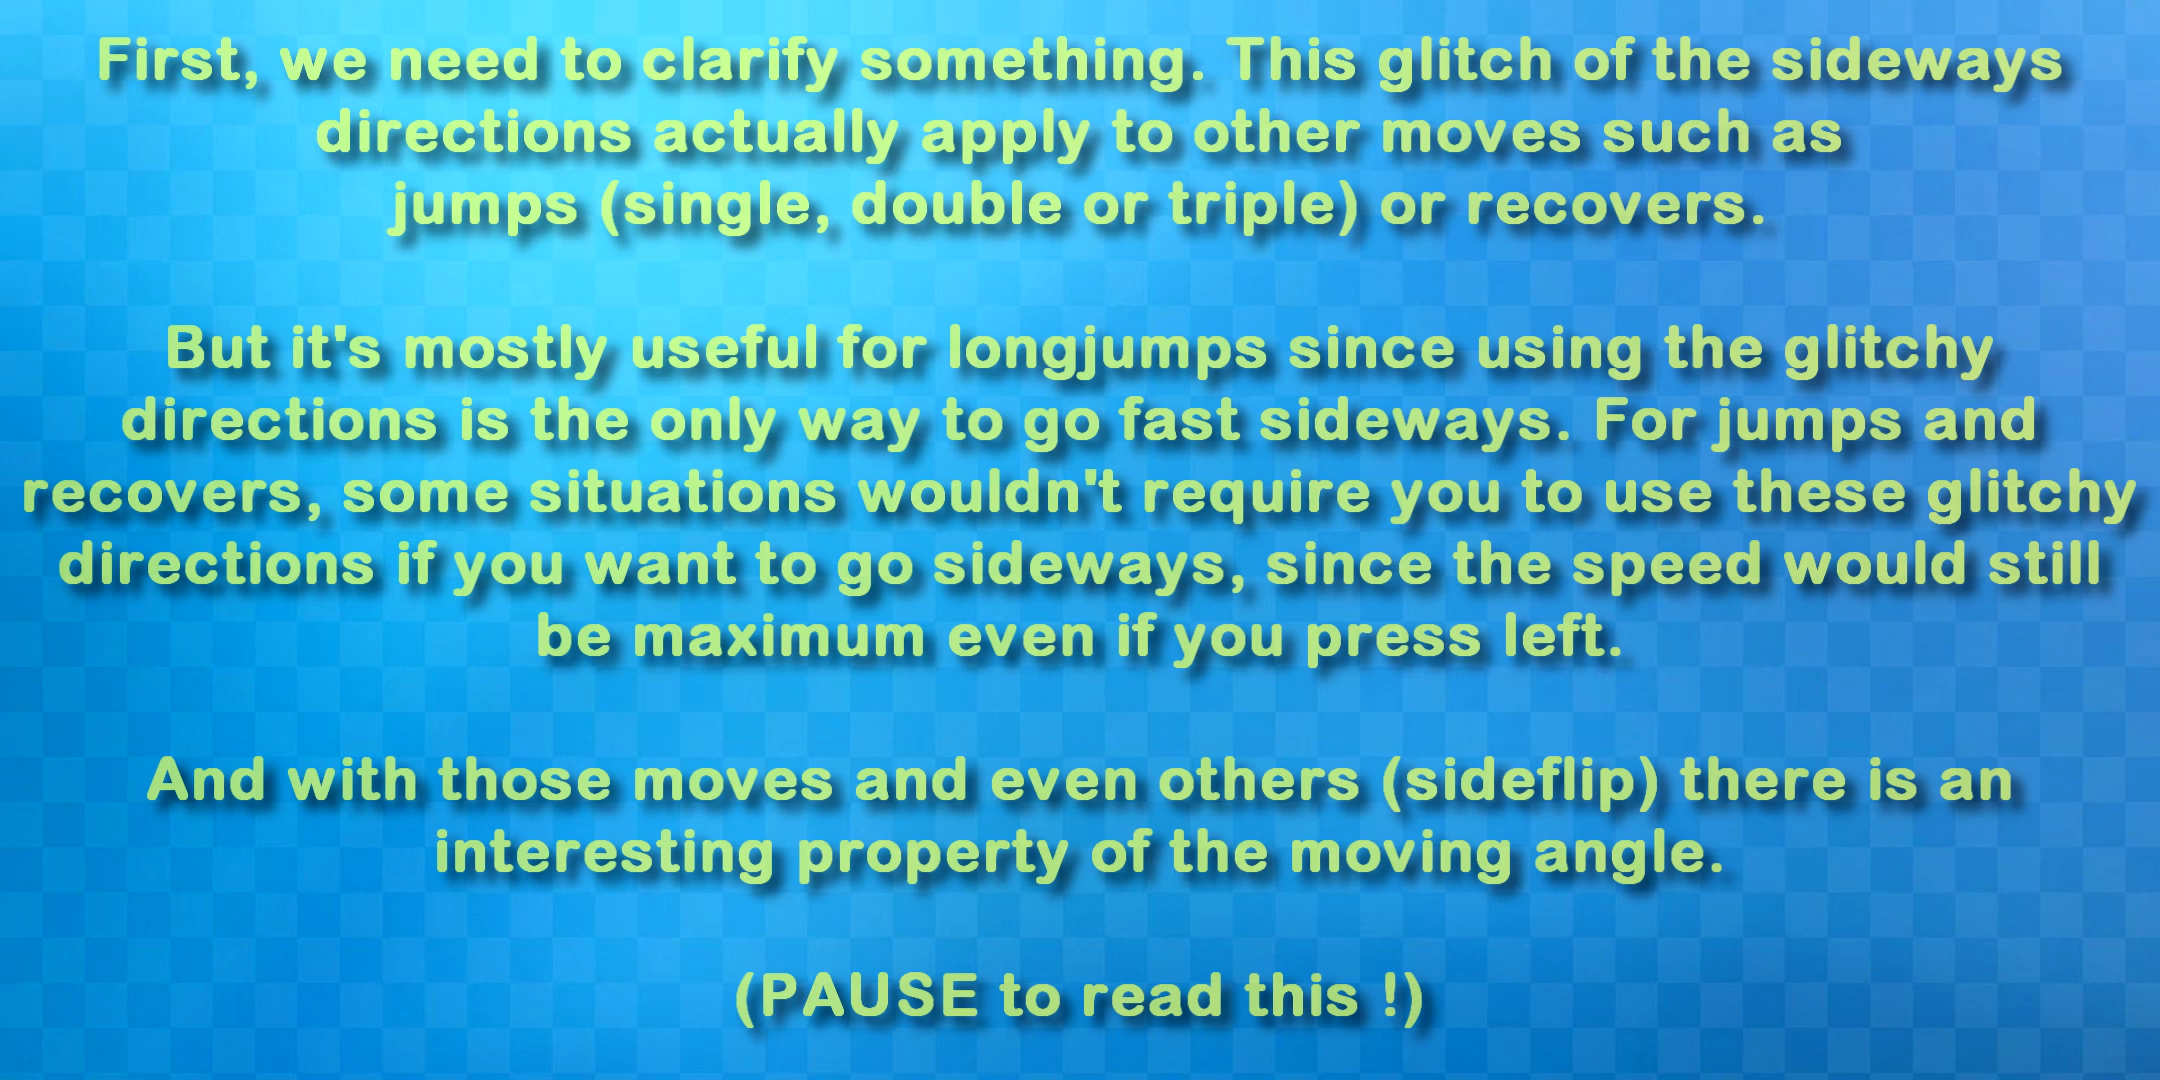 First, we need to clarify something. This glitch of the sideways
directions actually apply to other moves such as
jumps (single, double or triple) or recovers.
But it's mostly useful for longjumps since using the glitchy
directions is the only way to go fast sideways. For jumps and
recovers, some situations wouldn't require you to use these glitchy
directions if you want to go sideways, since the speed would still
be maximum even if you press left.
And with those moves and even others (sideflip) there is an
interesting property of the moving angle.
(PAUSE to read this !)